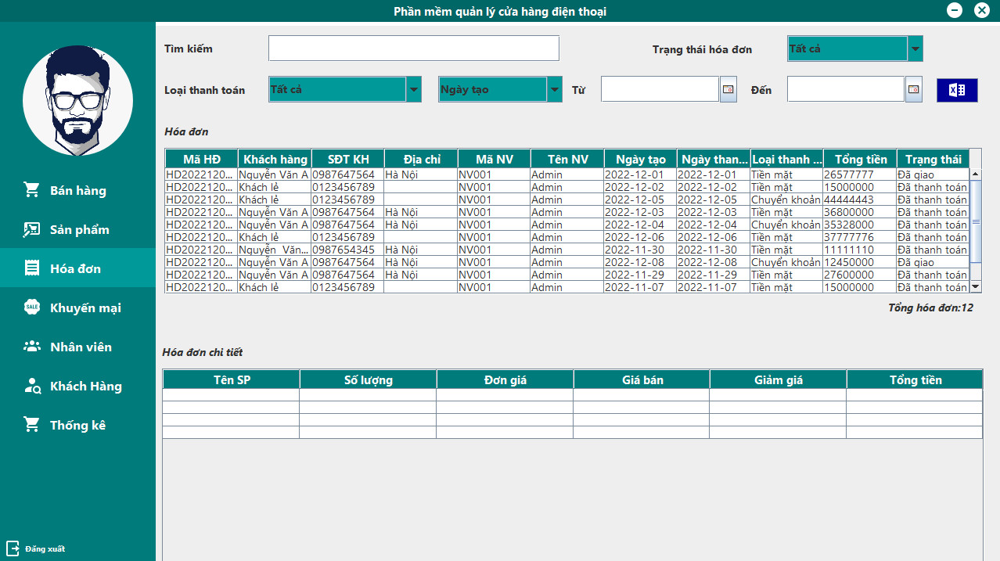 Phần mềm quản lý cửa hàng điện thoại
Bán hàng
Sản phẩm
Hóa đơn
SALE Khuyến mại
Nhân viên
Khách Hàng
Thống kê
Đăng xuất
Tìm kiếm
Trạng thái hóa đơn Tất cả
Loại thanh toán Tất cả Ngày tạo Từ Đến
Hóa đơn
Mã HĐ Khách hàng SĐT KH Địa chỉ Mã NV Tên NV Ngày tạo Ngày than... Loại thanh ... Tổng tiền Trạng thái
HD2022120... Nguyễn Văn A 0987647564 Hà Nội NV001 Admin 2022-12-01 2022-12-01 Tiền mặt 26577777 Đã giao
HD2022120... Khách lẻ 0123456789 NV001 Admin 2022-12-02 2022-12-02 Tiền mặt 15000000 Đã thanh toán
HD2022120... Khách lẻ 0123456789 NV001 Admin 2022-12-05 2022-12-05 Chuyển khoản 44444443 Đã thanh toán
HD2022120... Nguyễn Văn A 0987647564 Hà Nội NV001 Admin 2022-12-03 2022-12-03 Tiền mặt 36800000 Đã thanh toán
HD2022120... Nguyễn Văn A 0987647564 Hà Nội NV001 Admin 2022-12-04 2022-12-04 Chuyển khoản 35328000 Đã thanh toán
HD2022120... Khách lẻ 0123456789 NV001 Admin 2022-12-06 2022-12-06 Tiền mặt 37777776 Đã thanh toán
HD2022120... Nguyễn Văn... 0987654345 Hà Nội NV001 Admin 2022-11-30 2022-11-30 Tiền mặt 11111110 Đã thanh toán
HD2022120... Nguyễn Văn A 0987647564 Hà Nội NV001 Admin 2022-12-08 2022-12-08 Chuyển khoản 12450000 Đã giao
HD2022120... Nguyễn Văn A 0987647564 Hà Nội NV001 Admin 2022-11-29 2022-11-29 Tiền mặt 27600000 Đã thanh toán
HD2022120... Khách lẻ 0123456789 NV001 Admin 2022-11-07 2022-11-07 Tiền mặt 15000000 Đã thanh toán
Tổng hóa đơn:12
Hóa đơn chi tiết
Tên SP Số lượng Đơn giá Giá bán Giảm giá Tổng tiền